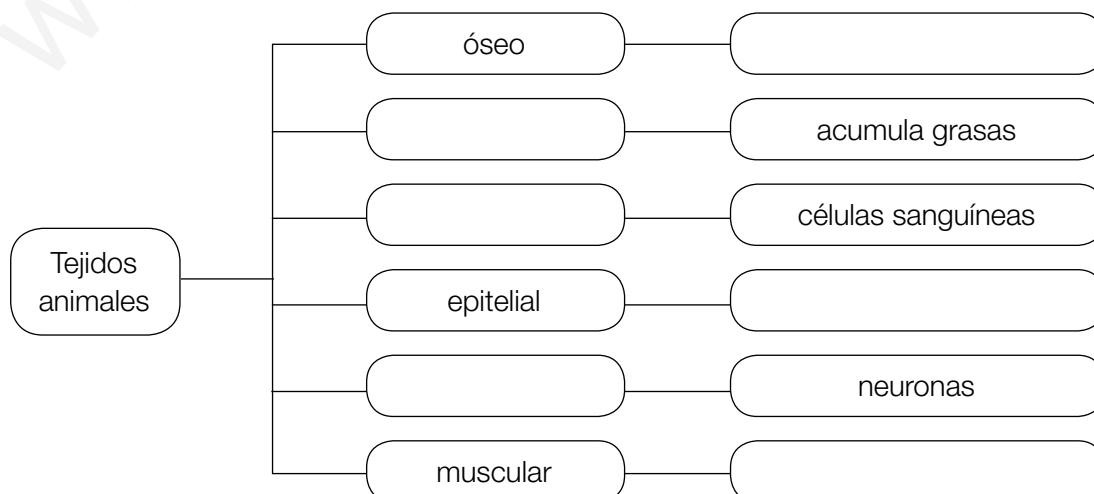 óseo
acumula grasas
células sanguíneas
Tejidos
animales
epitelial
neuronas
muscular